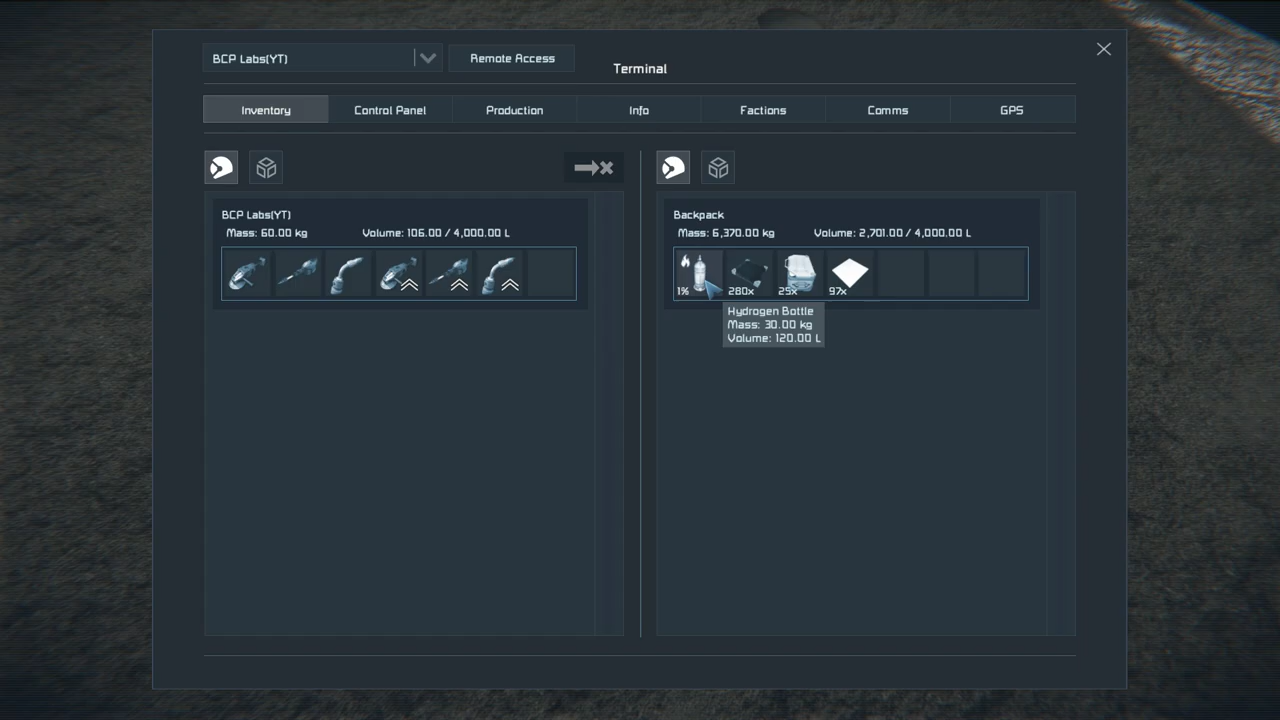 BCP Labs(YT)
Remote Access
Terminal
Inventory
Control Panel
Production
Info
Factions
Comms
GPS
BCP Labs(YT)
Mass: 60.00 kg
Volume: 106.00 / 4,000.00 L
Backpack
Mass: 6,370.00 kg
Volume: 2,701.00 / 4,000.00 L
1%
280x
25x
97x
Hydrogen Bottle
Mass: 30.00 kg
Volume: 120.00 L